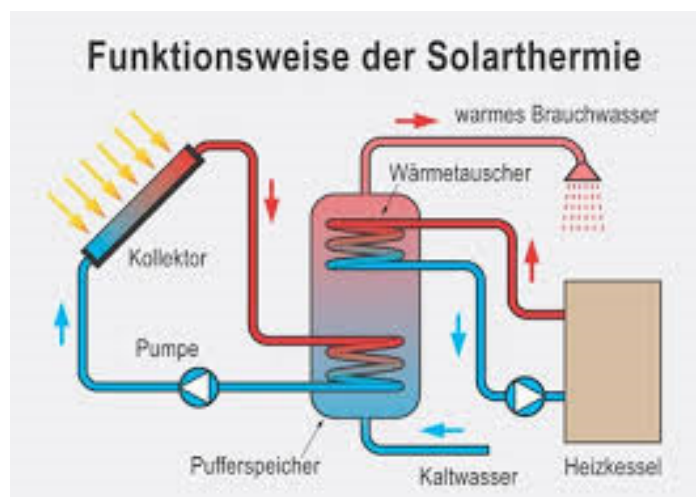 Funktionsweise der Solarthermie
warmes Brauchwasser
Wärmetauscher
Kollektor
Pumpe
Pufferspeicher
Kaltwasser
Heizkessel